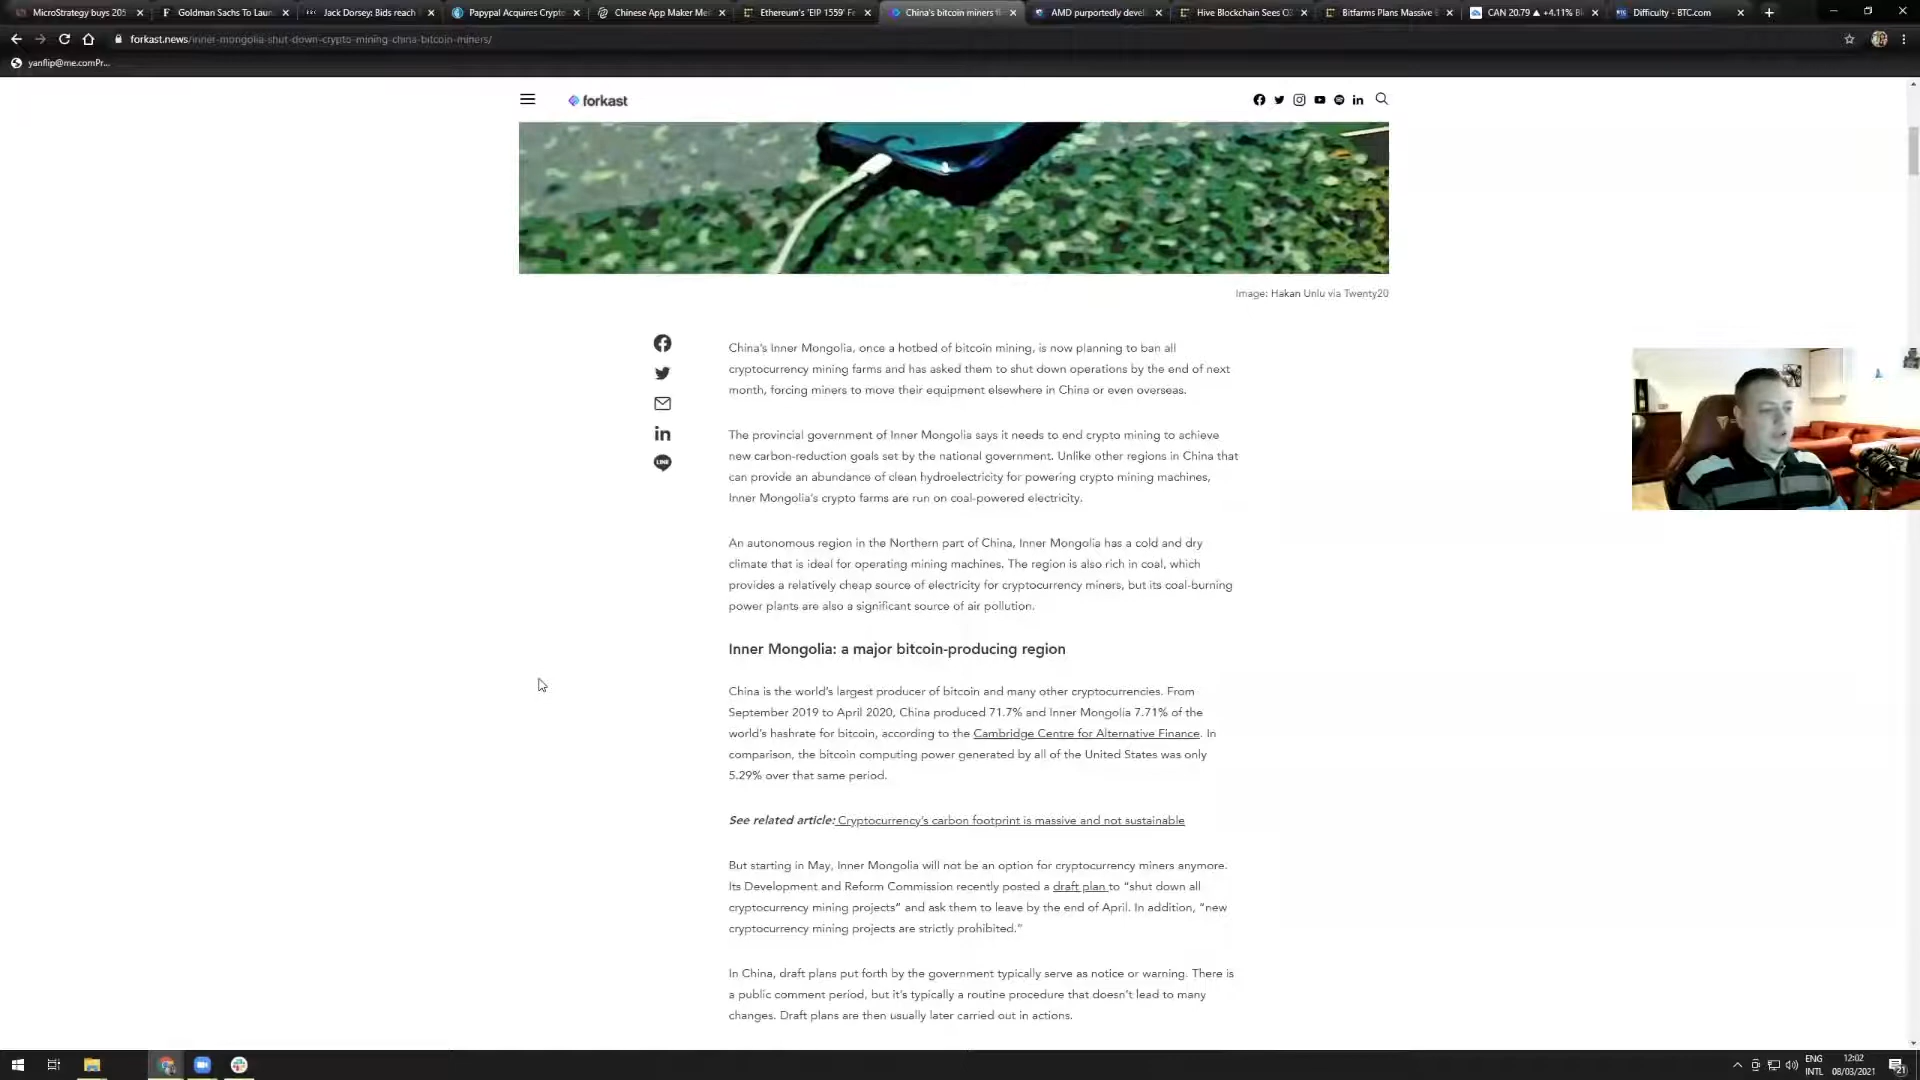 MicroStrategy buys 205
Goldman Sachs To Laun
Jack Dorsey: Bids reach
Papypal Acquires Crypto
Chinese App Maker Mei
Ethereum's 'EIP 1559' Fe
China's bitcoin miners f
AMD purportedly devel
Hive Blockchain Sees
Bitfarms Plans Massive
CAN 20.79 ▲ +4.11%
Difficulty - BTC.com
forkast.news/inner-mongolia-shut-down-crypto-mining-china-bitcoin-miners/
yanflip@me.comPr...
forkast
Image: Hakan Unlu via Twenty20
China's Inner Mongolia, once a hotbed of bitcoin mining, is now planning to ban all
cryptocurrency mining farms and has asked them to shut down operations by the end of next
month, forcing miners to move their equipment elsewhere in China or even overseas.
The provincial government of Inner Mongolia says it needs to end crypto mining to achieve
new carbon-reduction goals set by the national government. Unlike other regions in China that
can provide an abundance of clean hydroelectricity for powering crypto mining machines,
Inner Mongolia's crypto farms are run on coal-powered electricity.
An autonomous region in the Northern part of China, Inner Mongolia has a cold and dry
climate that is ideal for operating mining machines. The region is also rich in coal, which
provides a relatively cheap source of electricity for cryptocurrency miners, but its coal-burning
power plants are also a significant source of air pollution.
Inner Mongolia: a major bitcoin-producing region
China is the world's largest producer of bitcoin and many other cryptocurrencies. From
September 2019 to April 2020, China produced 71.7% and Inner Mongolia 7.71% of the
world's hashrate for bitcoin, according to the Cambridge Centre for Alternative Finance. In
comparison, the bitcoin computing power generated by all of the United States was only
5.29% over that same period.
See related article: Cryptocurrency's carbon footprint is massive and not sustainable
But starting in May, Inner Mongolia will not be an option for cryptocurrency miners anymore.
Its Development and Reform Commission recently posted a draft plan to “shut down all
cryptocurrency mining projects” and ask them to leave by the end of April. In addition, “new
cryptocurrency mining projects are strictly prohibited.”
In China, draft plans put forth by the government typically serve as notice or warning. There is
a public comment period, but it's typically a routine procedure that doesn't lead to many
changes. Draft plans are then usually later carried out in actions.
LINE
ENG
INTL
12:02
08/03/2021
21